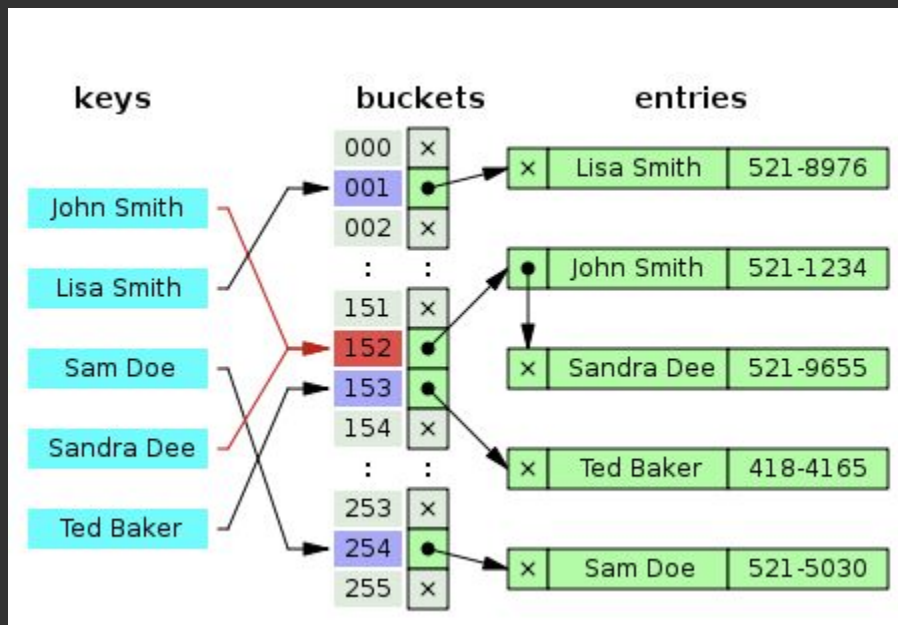 keys buckets entries
000 ×
Lisa Smith 521-8976
001
John Smith
002 ×
: :
John Smith 521-1234
Lisa Smith
151 ×
152
Sam Doe
Sandra Dee 521-9655
153
154 ×
Sandra Dee
: :
Ted Baker 418-4165
253 ×
Ted Baker
254
Sam Doe 521-5030
255 ×